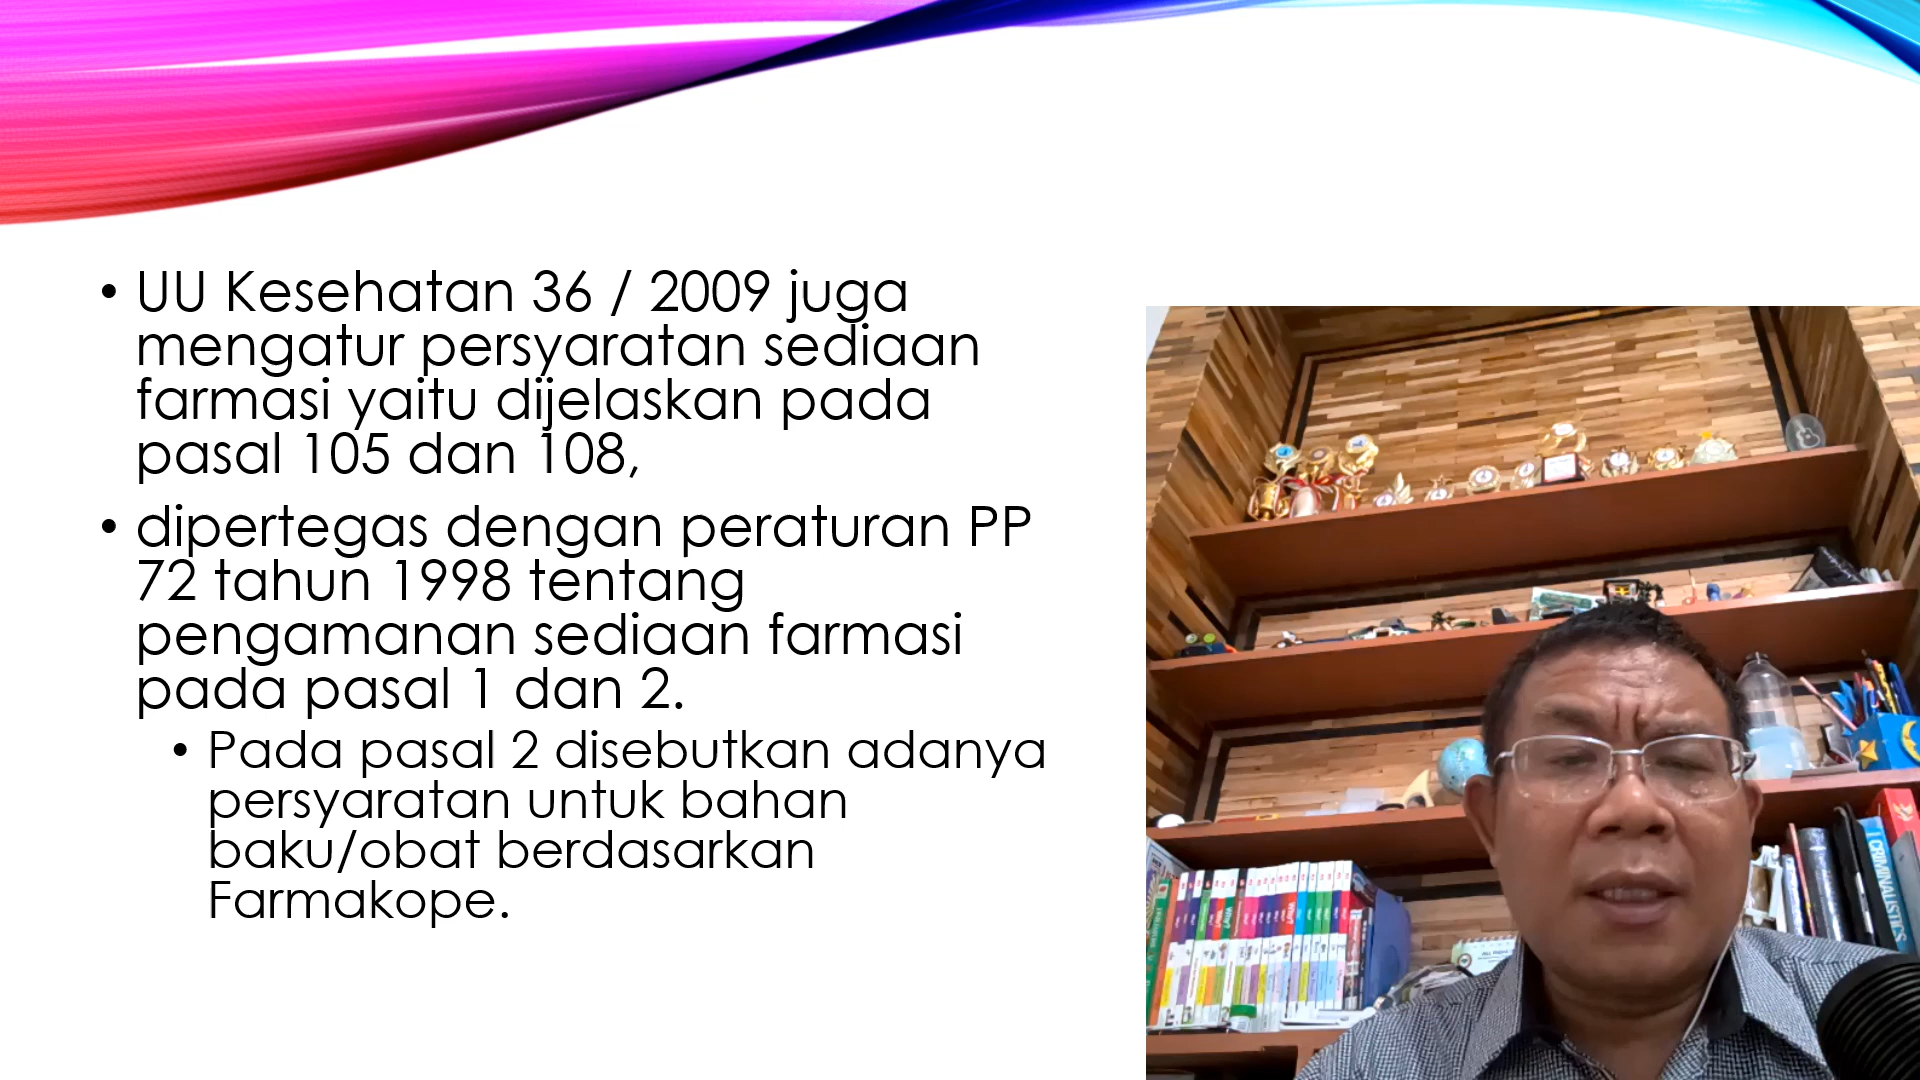 • UU Kesehatan 36 / 2009 juga
mengatur persyaratan sediaan
farmasi yaitu dijelaskan pada
pasal 105 dan 108,
• dipertegas dengan peraturan PP
72 tahun 1998 tentang
pengamanan sediaan farmasi
pada pasal 1 dan 2.
• Pada pasal 2 disebutkan adanya
persyaratan untuk bahan
baku/obat berdasarkan
Farmakope.
CRIMINALISTICS